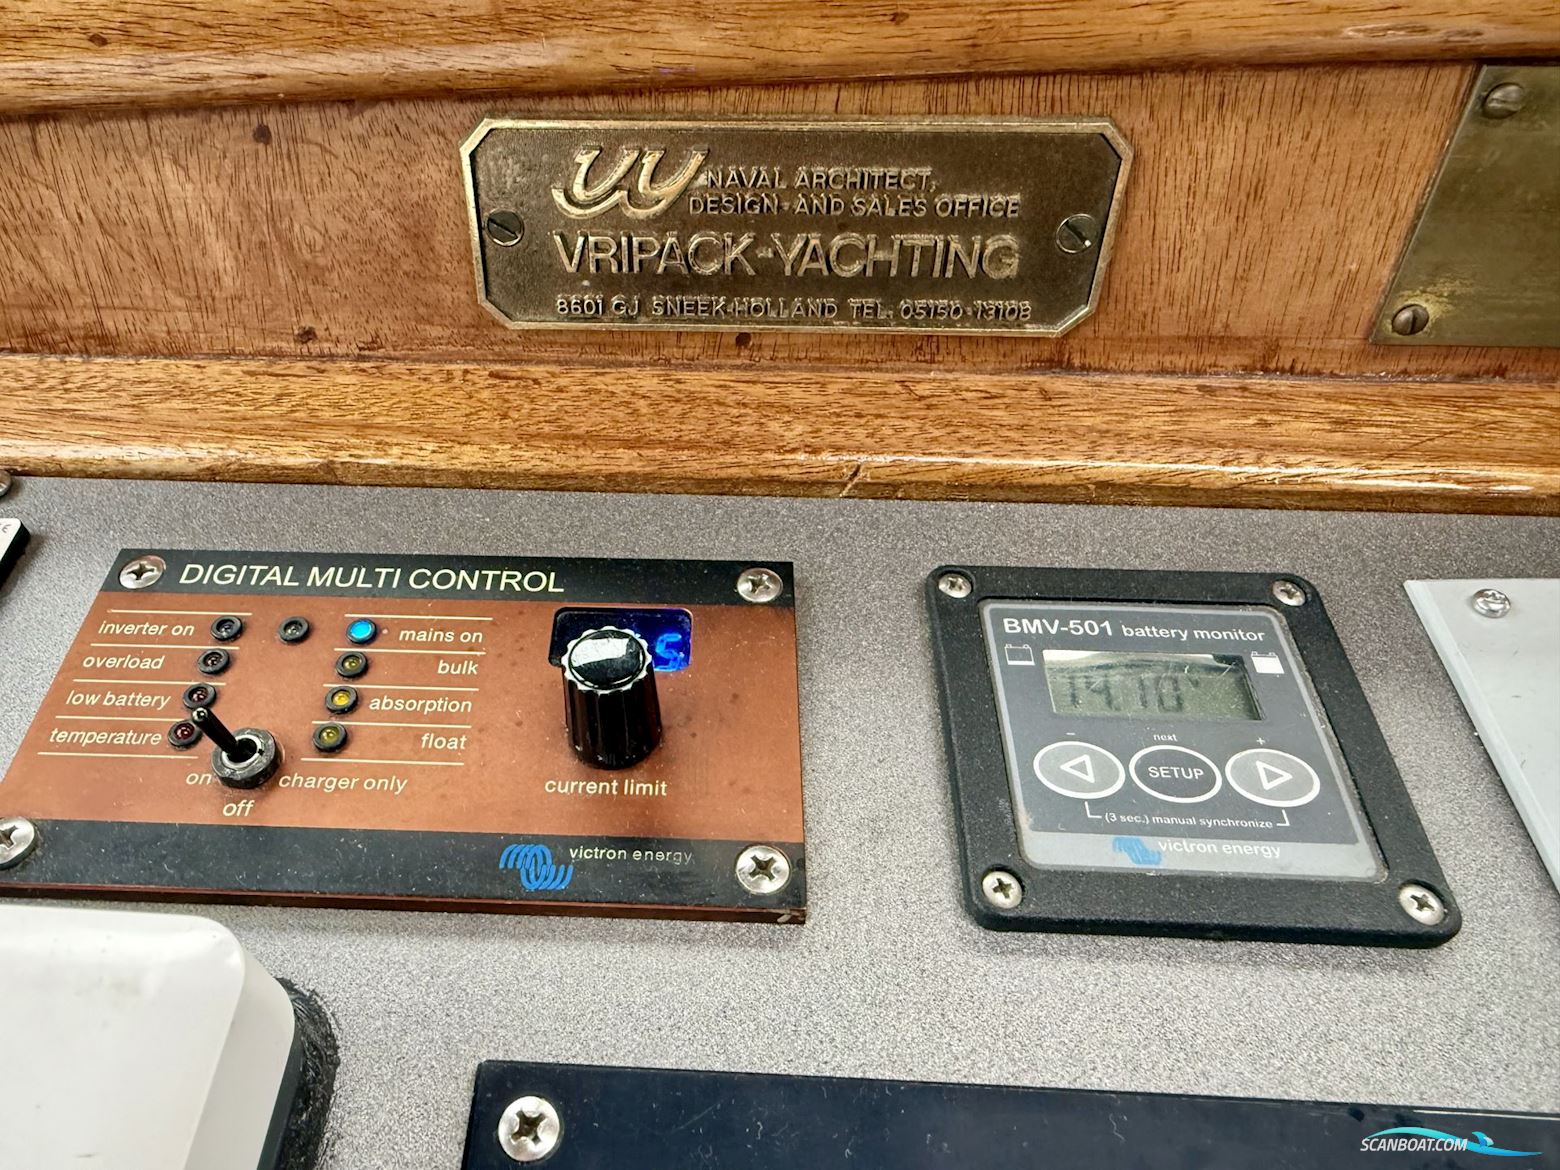 NAVAL ARCHITECT,
DESIGN- AND SALES OFFICE
VRIPACK-YACHTING
8601 GJ SNEEK-HOLLAND TEL. 05150-13108
DIGITAL MULTI CONTROL
inverter on
mains on
overload
bulk
low battery
absorption
temperature
float
on
charger only
off
current limit
victron energy
BMV-501 battery monitor
14.10
-
next
+
SETUP
(3 sec.) manual synchronize
victron energy
SCANBOAT.COM